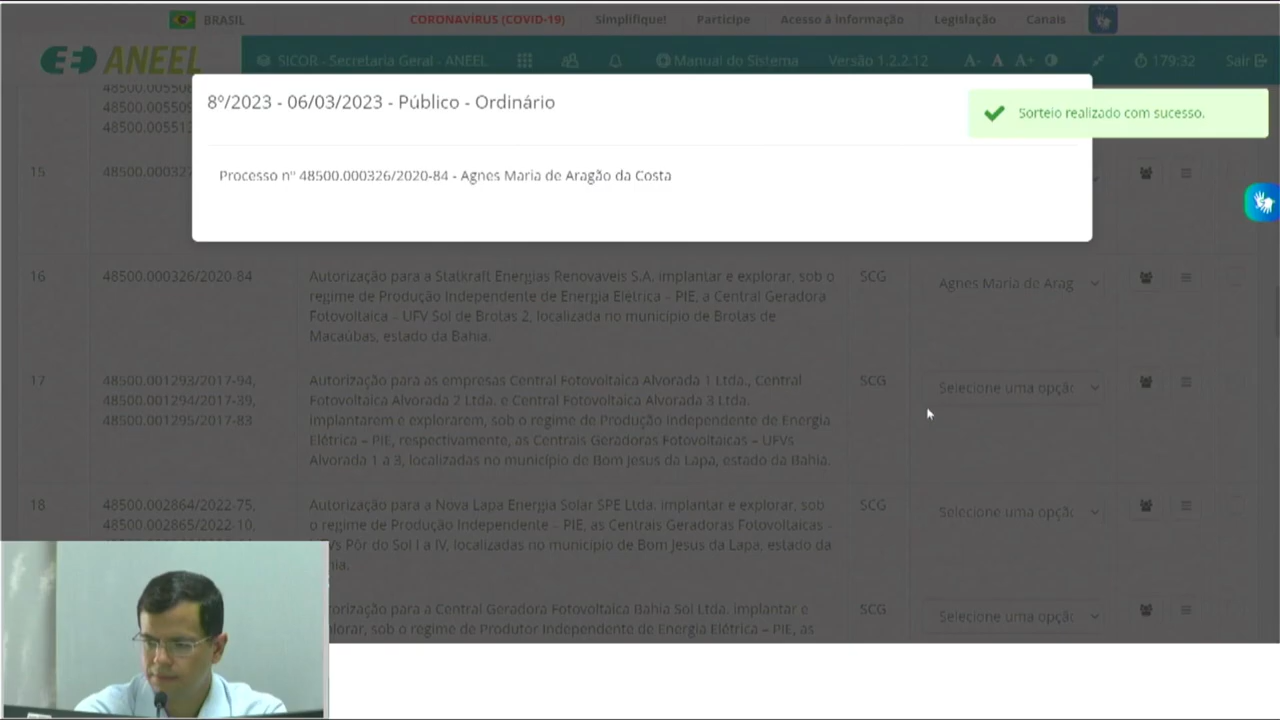 BRASIL
CORONAVÍRUS (COVID-19) Simplifique! Participe Acesso à informação Legislação Canais
ANEEL
SICOR - Secretaria Geral - ANEEL Manual do Sistema Versão 1.2.2.12 A- A A+ 179:32 Sair
8º/2023 - 06/03/2023 - Público - Ordinário
Sorteio realizado com sucesso.
Processo nº 48500.000326/2020-84 - Agnes Maria de Aragão da Costa
15
16 48500.000326/2020-84 Autorização para a Statkraft Energias Renovaveis S.A. implantar e explorar, sob o SCG Agnes Maria de Arag
regime de Produção Independente de Energia Elétrica – PIE, a Central Geradora
Fotovoltaica – UFV Sol de Brotas 2, localizada no município de Brotas de
Macaúbas, estado da Bahia.
17 48500.001293/2017-94, Autorização para as empresas Central Fotovoltaica Alvorada 1 Ltda., Central SCG Selecione uma opçã
48500.001294/2017-39, Fotovoltaica Alvorada 2 Ltda. e Central Fotovoltaica Alvorada 3 Ltda.
48500.001295/2017-83 implantarem e explorarem, sob o regime de Produção Independente de Energia
Elétrica – PIE, respectivamente, as Centrais Geradoras Fotovoltaicas – UFVs
Alvorada 1 a 3, localizadas no município de Bom Jesus da Lapa, estado da Bahia.
18 48500.002864/2022-75, Autorização para a Nova Lapa Energia Solar SPE Ltda. implantar e explorar, sob SCG Selecione uma opçã
48500.002865/2022-10, o regime de Produção Independente – PIE, as Centrais Geradoras Fotovoltaicas –
Pôr do Sol I a IV, localizadas no município de Bom Jesus da Lapa, estado da
para a Central Geradora Fotovoltaica Bahia Sol Ltda. implantar e SCG Selecione uma opçã
sob o regime de Produtor Independente de Energia Elétrica – PIE, as